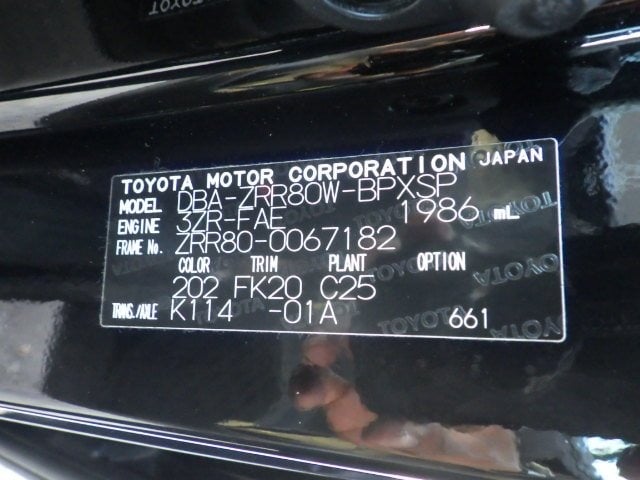 TOYOTA MOTOR CORPORATION JAPAN
MODEL DBA-ZRR80W-BPXSP
ENGINE 3ZR-FAE 1986 mL
FRAME No. ZRR80-0067182
COLOR TRIM PLANT OPTION
202 FK20 C25
TRANS./AXLE K114 -01A 661